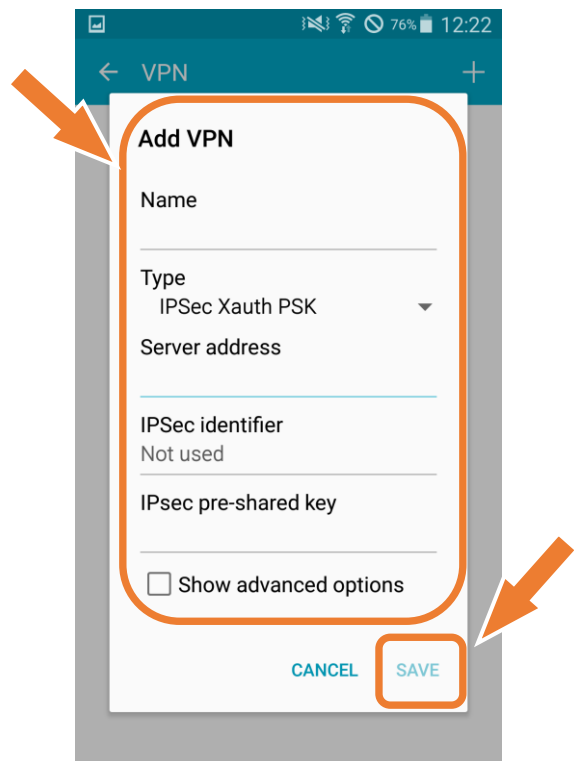 76% 12:22
VPN
Add VPN
Name
Type
IPSec Xauth PSK
Server address
IPSec identifier
Not used
IPsec pre-shared key
Show advanced options
CANCEL SAVE